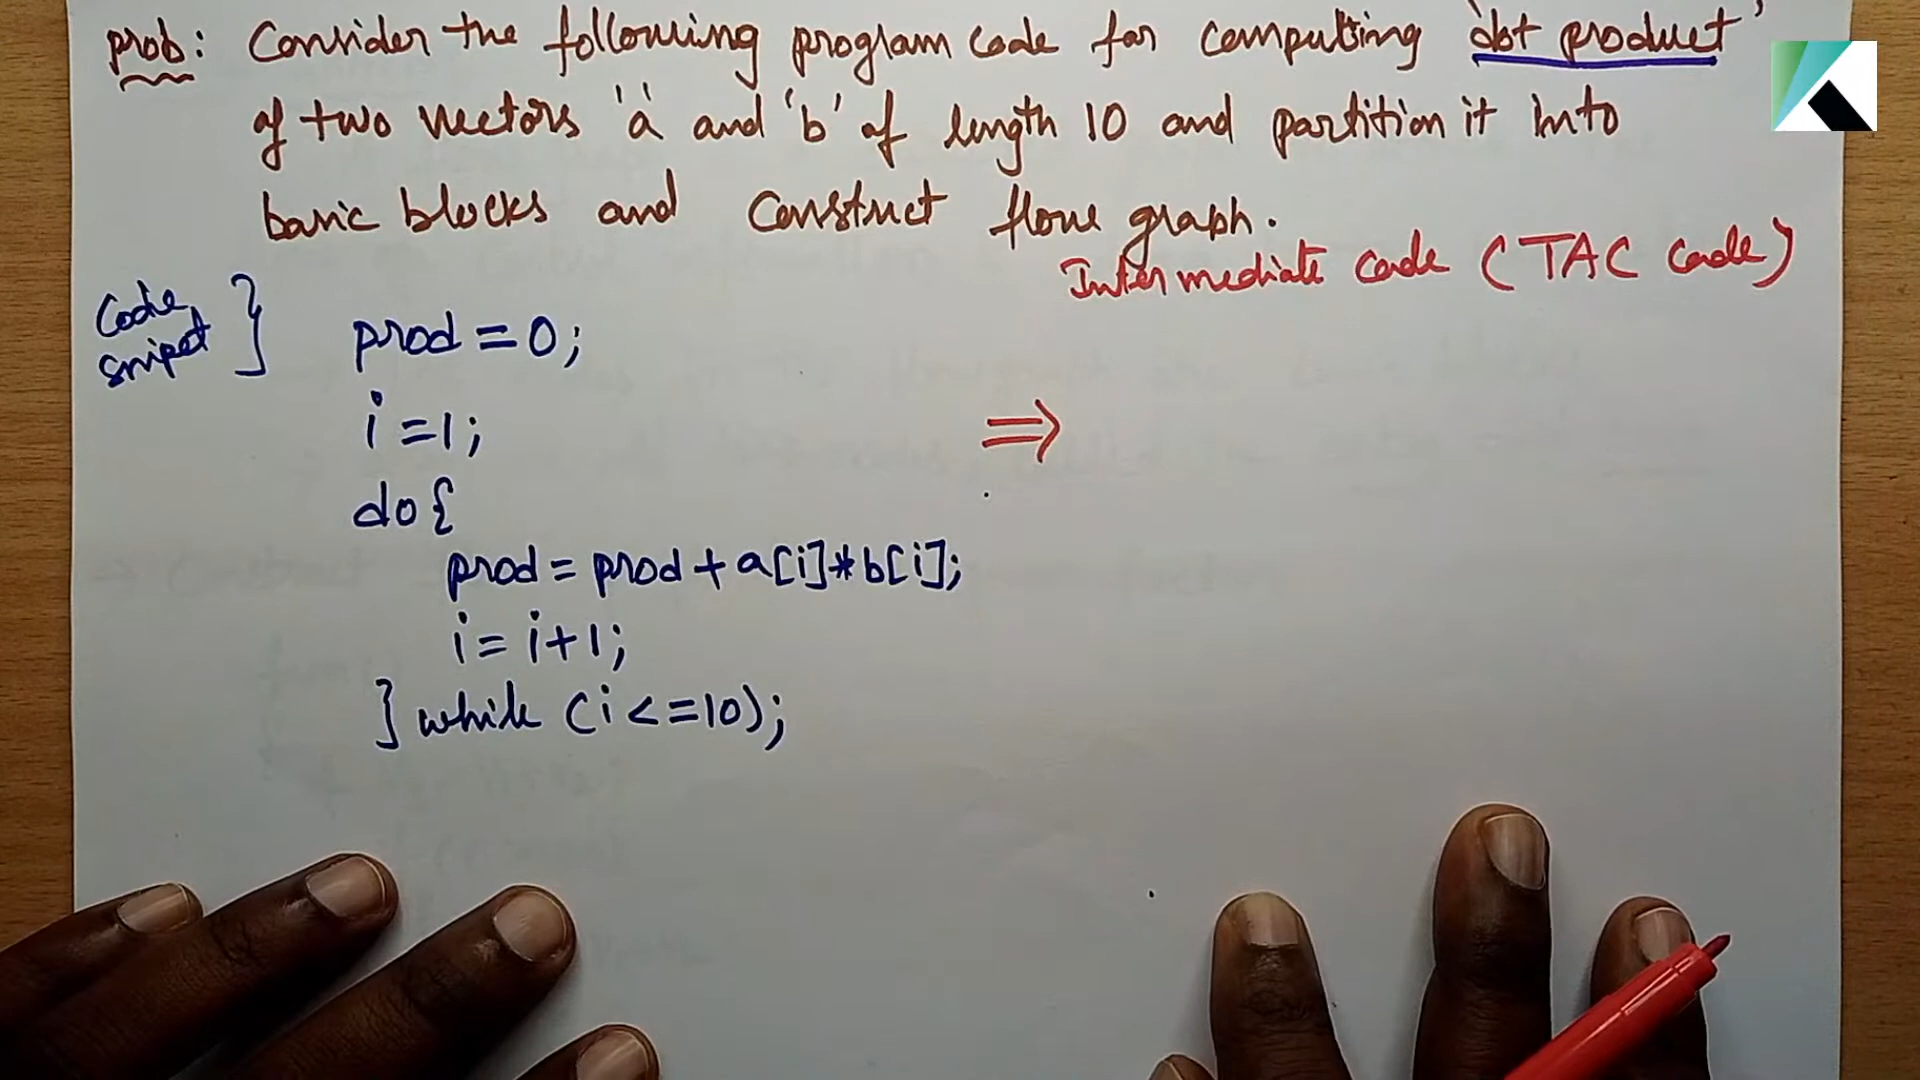 prob: Consider the following program code for computing 'dot product'
of two vectors 'a' and 'b' of length 10 and partition it into
basic blocks and construct flow graph.
Intermediate code (TAC code)
Code
snipet } prod = 0;
i = 1;
⇒
do {
prod = prod + a[i] * b[i];
i = i + 1;
} while (i <= 10);